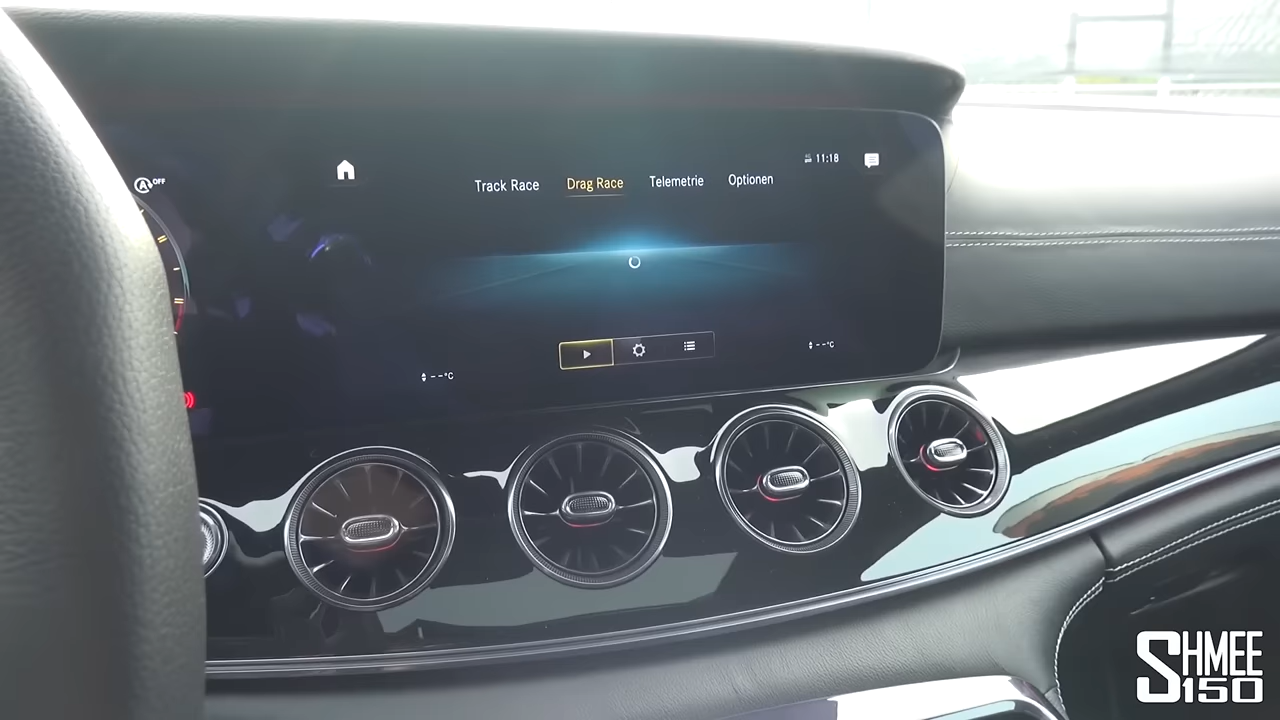 OFF
11:18
Track Race Drag Race Telemetrie Optionen
--°C
--°C
SHMEE
150